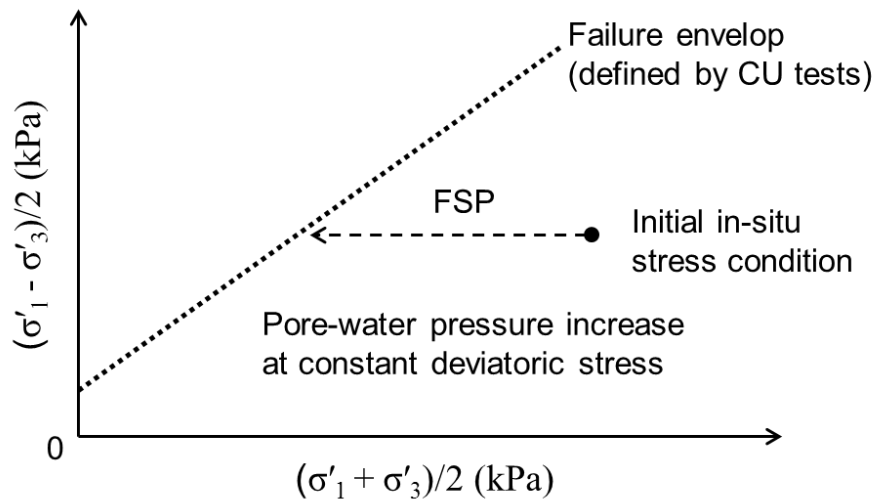 Failure envelop
(defined by CU tests)
(σ′₁ - σ′₃)/2 (kPa)
FSP
Initial in-situ
stress condition
Pore-water pressure increase
at constant deviatoric stress
0
(σ′₁ + σ′₃)/2 (kPa)